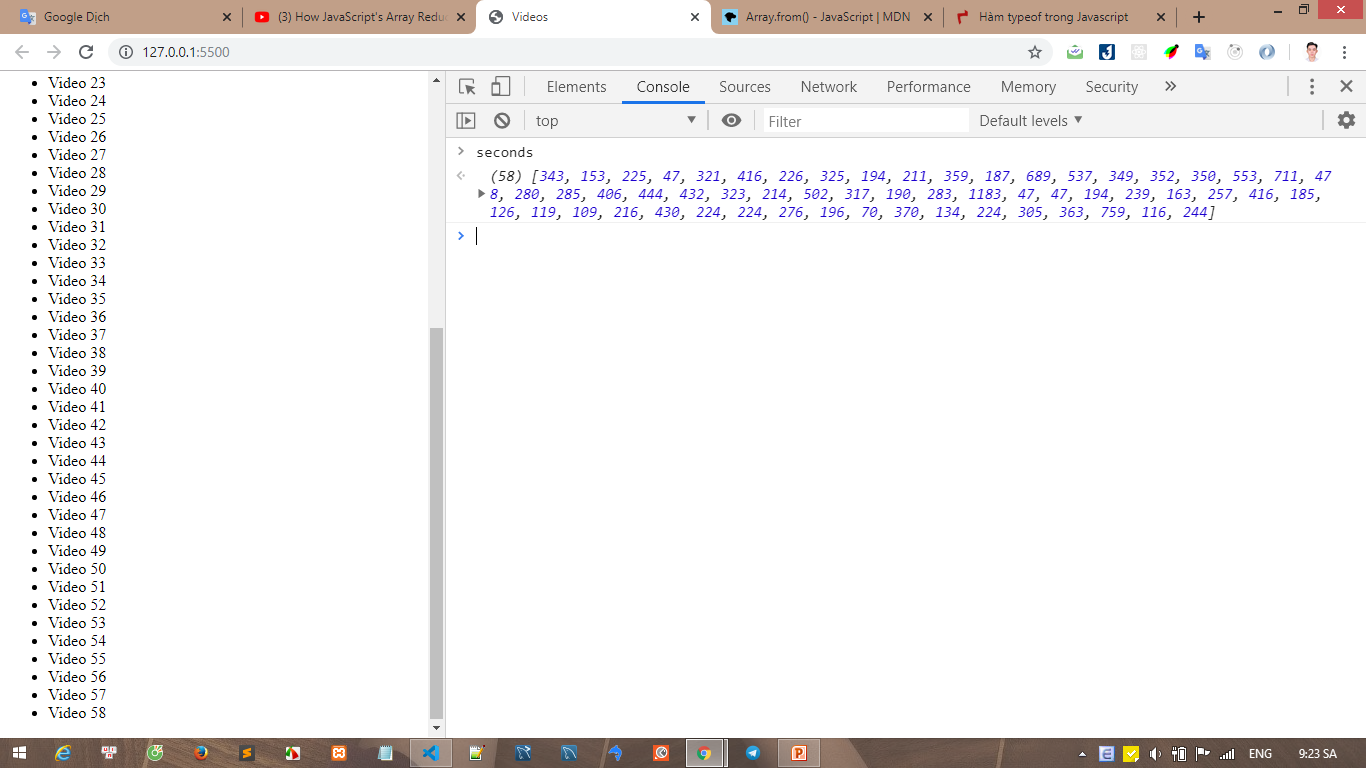 Google Dịch
(3) How JavaScript's Array Redu
Videos
Array.from() - JavaScript | MDN
Hàm typeof trong Javascript
127.0.0.1:5500
Video 23
Video 24
Video 25
Video 26
Video 27
Video 28
Video 29
Video 30
Video 31
Video 32
Video 33
Video 34
Video 35
Video 36
Video 37
Video 38
Video 39
Video 40
Video 41
Video 42
Video 43
Video 44
Video 45
Video 46
Video 47
Video 48
Video 49
Video 50
Video 51
Video 52
Video 53
Video 54
Video 55
Video 56
Video 57
Video 58
Elements Console Sources Network Performance Memory Security
top Filter Default levels
seconds
(58) [343, 153, 225, 47, 321, 416, 226, 325, 194, 211, 359, 187, 689, 537, 349, 352, 350, 553, 711, 47
8, 280, 285, 406, 444, 432, 323, 214, 502, 317, 190, 283, 1183, 47, 47, 194, 239, 163, 257, 416, 185,
126, 119, 109, 216, 430, 224, 224, 276, 196, 70, 370, 134, 224, 305, 363, 759, 116, 244]
ENG 9:23 SA